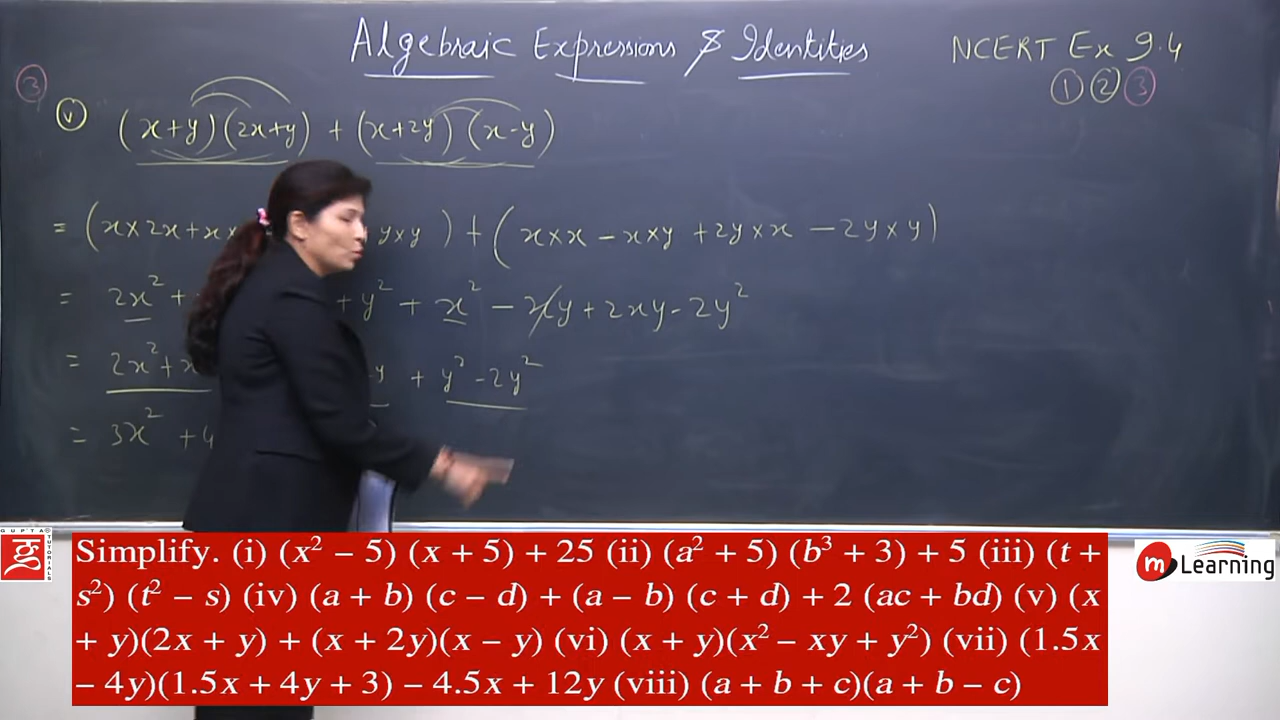 Algebraic Expressions & Identities
NCERT Ex 9.4
① ② ③
③
ⓥ (x+y)(2x+y) + (x+2y)(x-y)
= (x×2x+x× y×y) + (x×x - x×y + 2y×x - 2y×y)
= 2x² + + y² + x² - xy + 2xy - 2y²
= 2x² + x y + y² - 2y²
= 3x² + 4
GUPTA TUTORIALS
Simplify. (i) (x² – 5) (x + 5) + 25 (ii) (a² + 5) (b³ + 3) + 5 (iii) (t +
s²) (t² – s) (iv) (a + b) (c – d) + (a – b) (c + d) + 2 (ac + bd) (v) (x
+ y)(2x + y) + (x + 2y)(x – y) (vi) (x + y)(x² – xy + y²) (vii) (1.5x
– 4y)(1.5x + 4y + 3) – 4.5x + 12y (viii) (a + b + c)(a + b – c)
m Learning